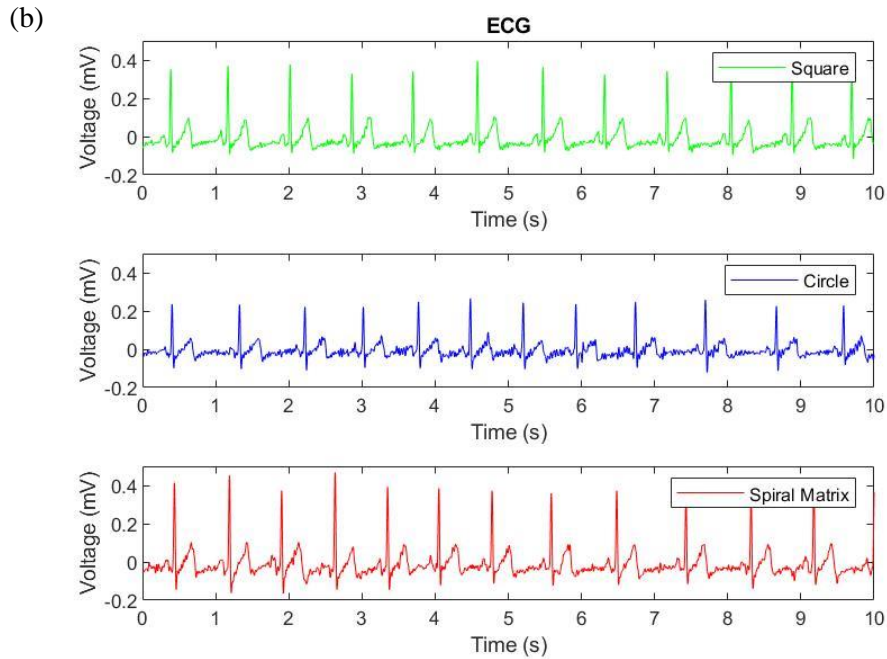 (b)
ECG
Voltage (mV)
0.4
0.2
0
-0.2
Square
0 1 2 3 4 5 6 7 8 9 10
Time (s)
Voltage (mV)
0.4
0.2
0
-0.2
Circle
0 1 2 3 4 5 6 7 8 9 10
Time (s)
Voltage (mV)
0.4
0.2
0
-0.2
Spiral Matrix
0 1 2 3 4 5 6 7 8 9 10
Time (s)